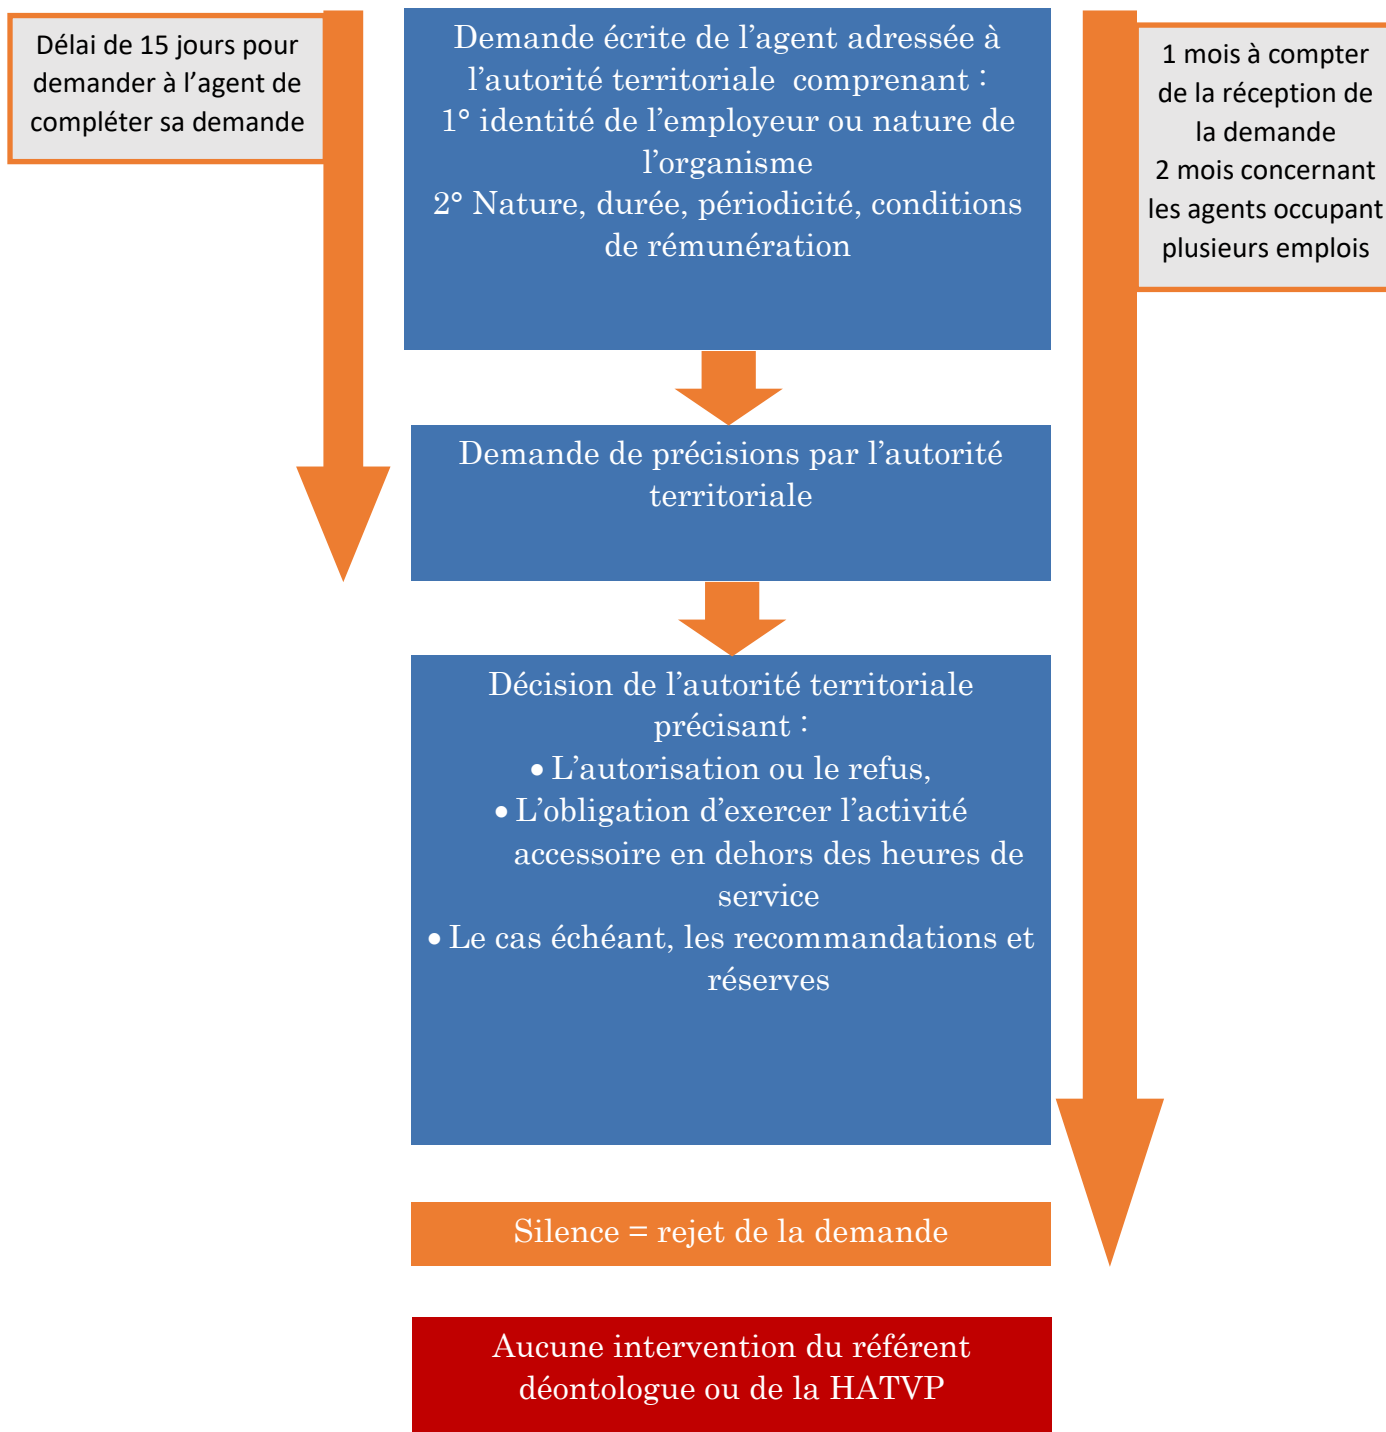 Délai de 15 jours pour
demander à l’agent de
compléter sa demande
Demande écrite de l’agent adressée à
l’autorité territoriale  comprenant :
1° identité de l’employeur ou nature de
l’organisme
2° Nature, durée, périodicité, conditions
de rémunération
1 mois à compter
de la réception de
la demande
2 mois concernant
les agents occupant
plusieurs emplois
Demande de précisions par l’autorité
territoriale
Décision de l’autorité territoriale
précisant :
• L’autorisation ou le refus,
• L’obligation d’exercer l’activité
accessoire en dehors des heures de
service
• Le cas échéant, les recommandations et
réserves
Silence = rejet de la demande
Aucune intervention du référent
déontologue ou de la HATVP